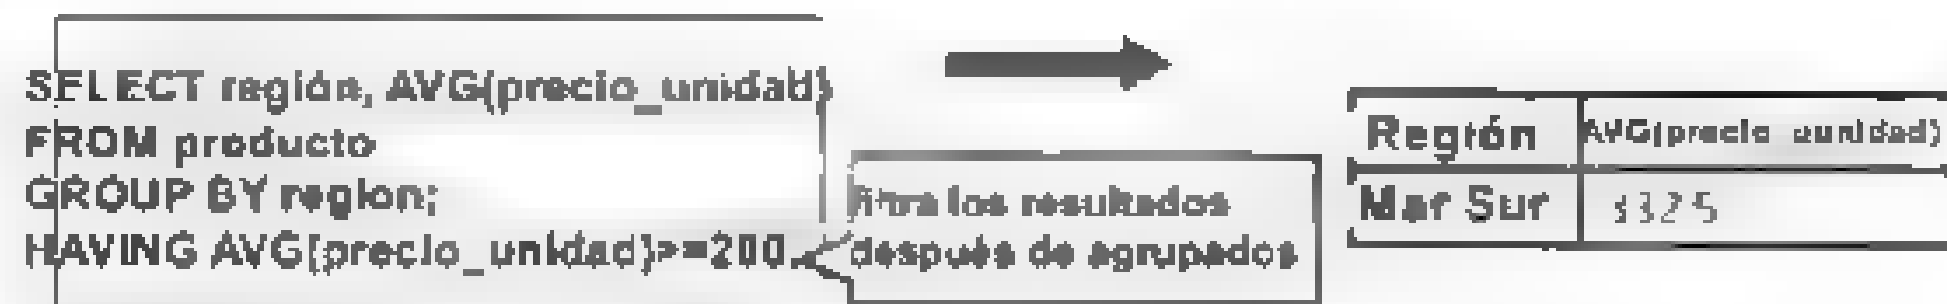 SELECT región, AVG(precio_unidad)
FROM producto
GROUP BY region;
HAVING AVG(precio_unidad)>=200.
filtra los resultados
después de agrupados
Región AVG(precio_unidad)
Mar Sur $325